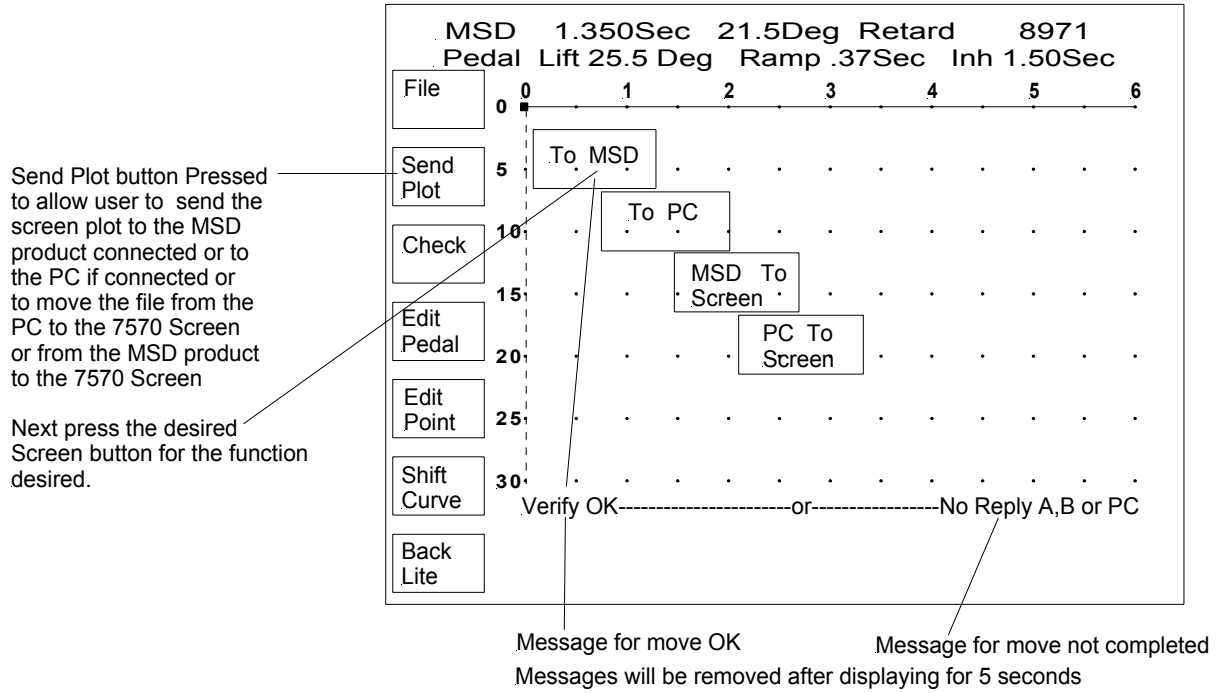 MSD 1.350Sec 21.5Deg Retard 8971
Pedal Lift 25.5 Deg Ramp .37Sec Inh 1.50Sec
File
0 1 2 3 4 5 6
0
Send
Plot
5
To MSD
To PC
Check
10
MSD To
Screen
15
Edit
Pedal
PC To
Screen
20
Edit
Point
25
Shift
Curve
30
Verify OK-----------------------or-----------------No Reply A,B or PC
Back
Lite
Send Plot button Pressed
to allow user to send the
screen plot to the MSD
product connected or to
the PC if connected or
to move the file from the
PC to the 7570 Screen
or from the MSD product
to the 7570 Screen
Next press the desired
Screen button for the function
desired.
Message for move OK
Message for move not completed
Messages will be removed after displaying for 5 seconds